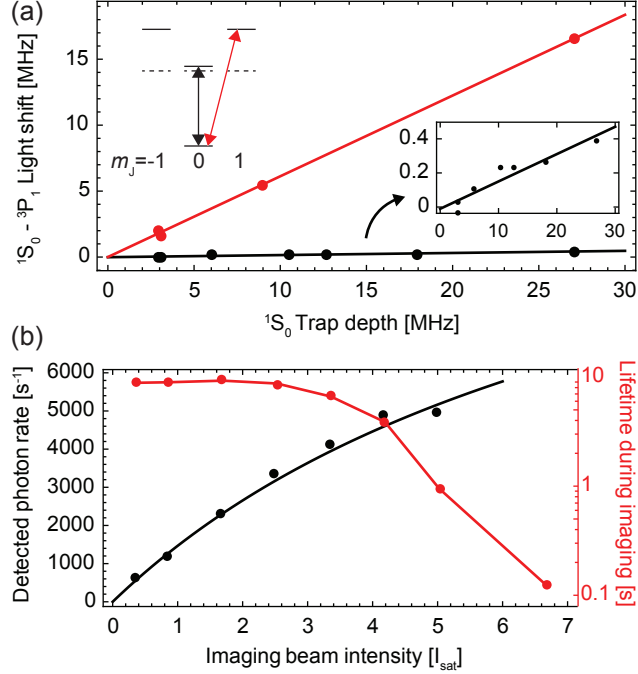 (a)
¹S₀ - ³P₁ Light shift [MHz]
15
10
5
0
m_J=-1 0 1
0.4
0.2
0
0 10 20 30
0 5 10 15 20 25 30
¹S₀ Trap depth [MHz]
(b)
Detected photon rate [s⁻¹]
6000
5000
4000
3000
2000
1000
0
10
1
0.1
Lifetime during imaging [s]
0 1 2 3 4 5 6 7
Imaging beam intensity [I_sat]